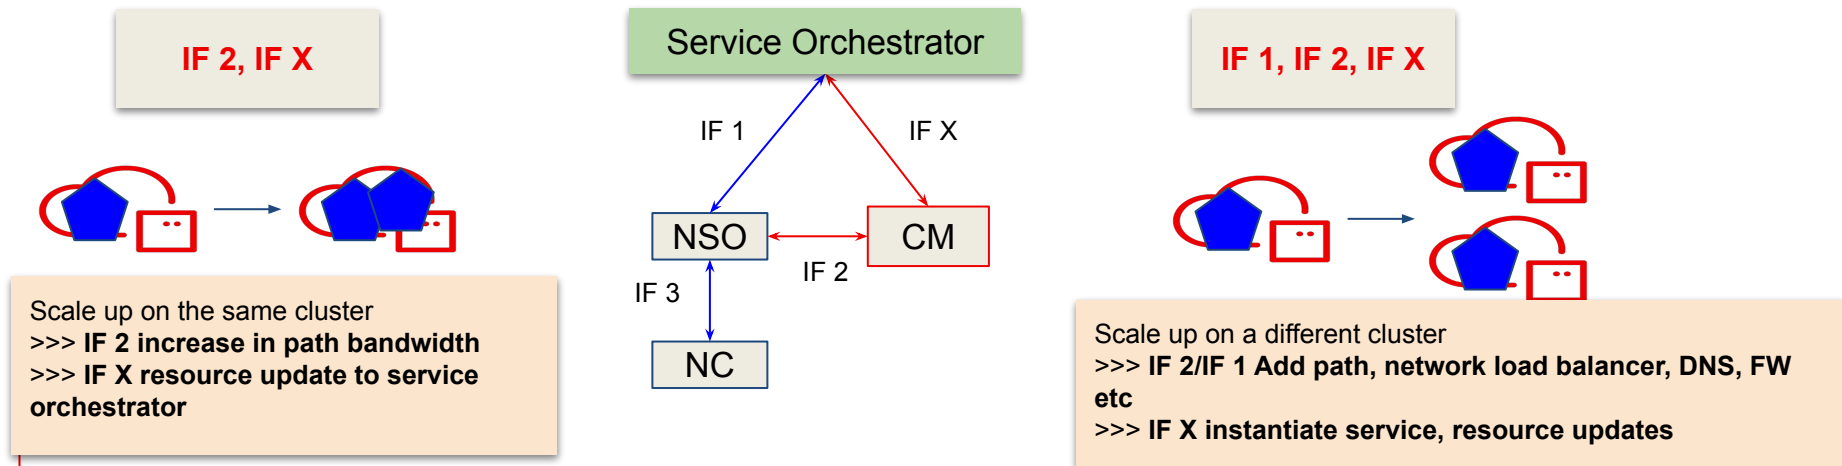 IF 2, IF X
Service Orchestrator
IF 1, IF 2, IF X
IF 1
IF X
NSO
CM
IF 2
IF 3
NC
Scale up on the same cluster
>>> IF 2 increase in path bandwidth
>>> IF X resource update to service
orchestrator
Scale up on a different cluster
>>> IF 2/IF 1 Add path, network load balancer, DNS, FW
etc
>>> IF X instantiate service, resource updates